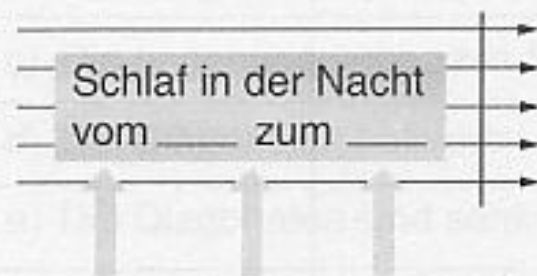 Schlaf in der Nacht
vom ____ zum ____